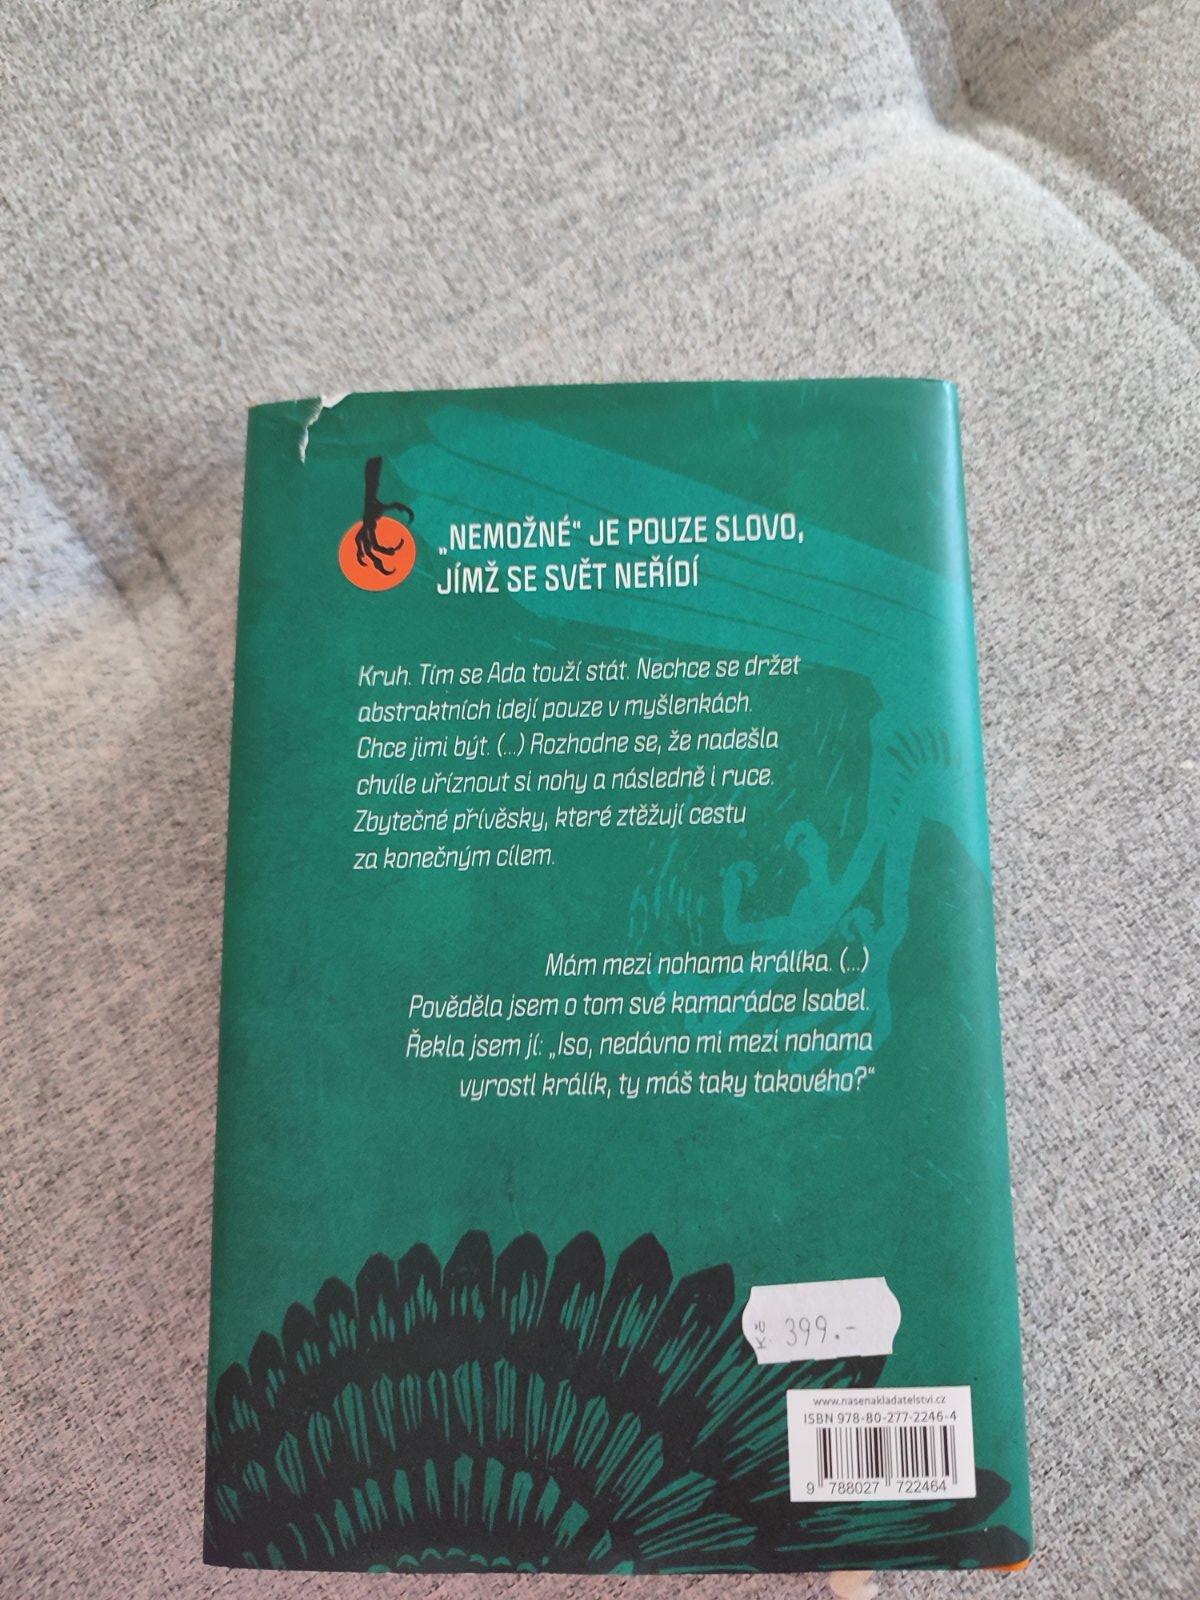 „NEMOŽNÉ“ JE POUZE SLOVO,
JÍMŽ SE SVĚT NEŘÍDÍ
Kruh. Tím se Ada touží stát. Nechce se držet
abstraktních idejí pouze v myšlenkách.
Chce jimi být. (...) Rozhodne se, že nadešla
chvíle uříznout si nohy a následně i ruce.
Zbytečné přívěsky, které ztěžují cestu
za konečným cílem.
Mám mezi nohama králíka. (...)
Pověděla jsem o tom své kamarádce Isabel.
Řekla jsem jí: „Iso, nedávno mi mezi nohama
vyrostl králík, ty máš taky takového?“
Kč 399.-
www.nasenakladatelstvi.cz
ISBN 978-80-277-2246-4
9 788027 722464